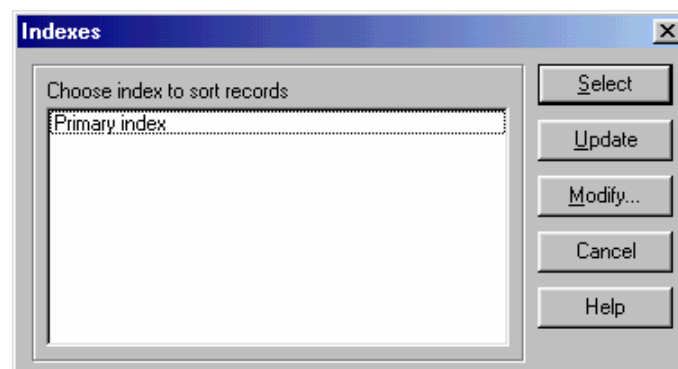 Indexes
Choose index to sort records
Primary index
Select
Update
Modify...
Cancel
Help